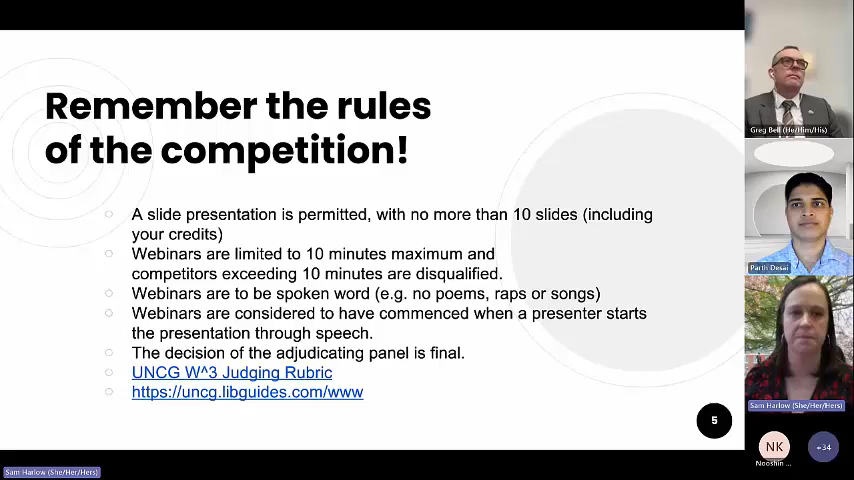 Remember the rules
of the competition!
A slide presentation is permitted, with no more than 10 slides (including
your credits)
Webinars are limited to 10 minutes maximum and
competitors exceeding 10 minutes are disqualified.
Webinars are to be spoken word (e.g. no poems, raps or songs)
Webinars are considered to have commenced when a presenter starts
the presentation through speech.
The decision of the adjudicating panel is final.
UNCG W^3 Judging Rubric
https://uncg.libguides.com/www
5
Sam Harlow (She/Her/Hers)
Greg Bell (He/Him/His)
Parth Desai
Sam Harlow (She/Her/Hers)
NK
Nooshin ...
+34